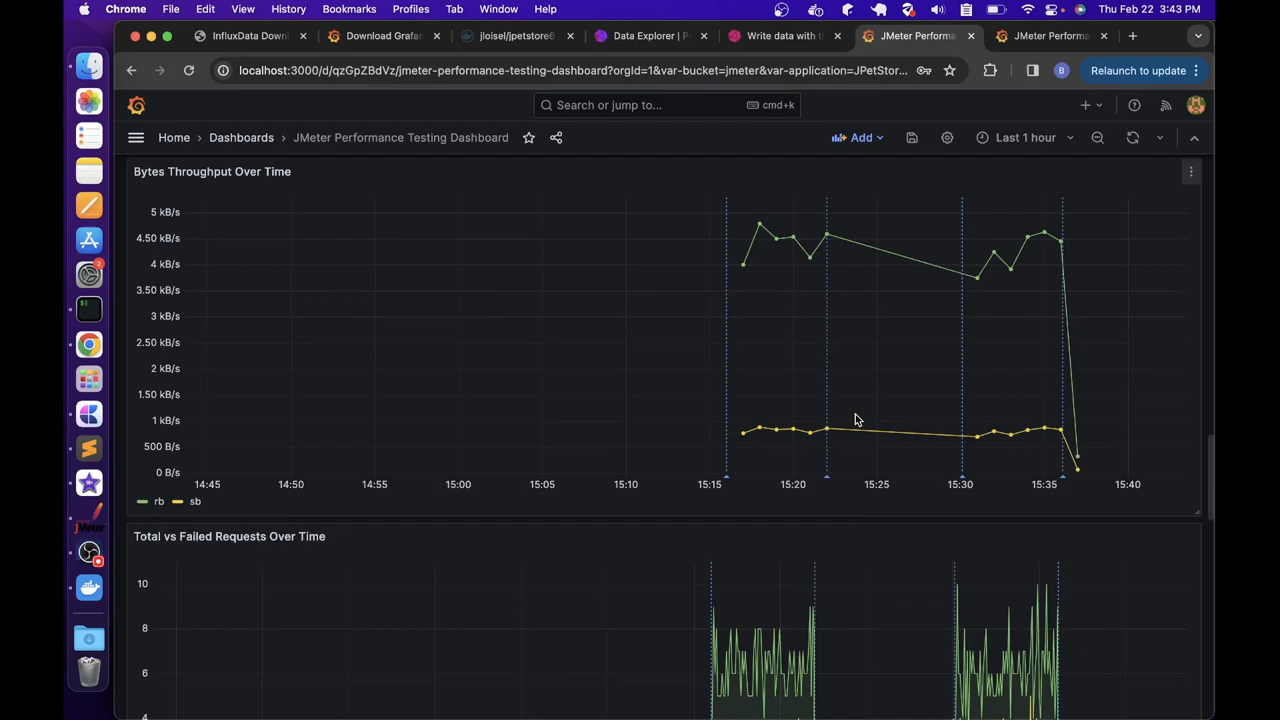 Chrome File Edit View History Bookmarks Profiles Tab Window Help Thu Feb 22 3:43 PM
InfluxData Down × Download Grafan × jloisel/jpetstore6 × Data Explorer | P × Write data with th × JMeter Performa × JMeter Performa × +
localhost:3000/d/qzGpZBdVz/jmeter-performance-testing-dashboard?orgId=1&var-bucket=jmeter&var-application=JPetStor... B Relaunch to update
Search or jump to... cmd+k
Home > Dashboards > JMeter Performance Testing Dashboard Add Last 1 hour
Bytes Throughput Over Time
5 kB/s
4.50 kB/s
4 kB/s
3.50 kB/s
3 kB/s
2.50 kB/s
2 kB/s
1.50 kB/s
1 kB/s
500 B/s
0 B/s
14:45 14:50 14:55 15:00 15:05 15:10 15:15 15:20 15:25 15:30 15:35 15:40
rb sb
Total vs Failed Requests Over Time
10
8
6
4
2
JMeter